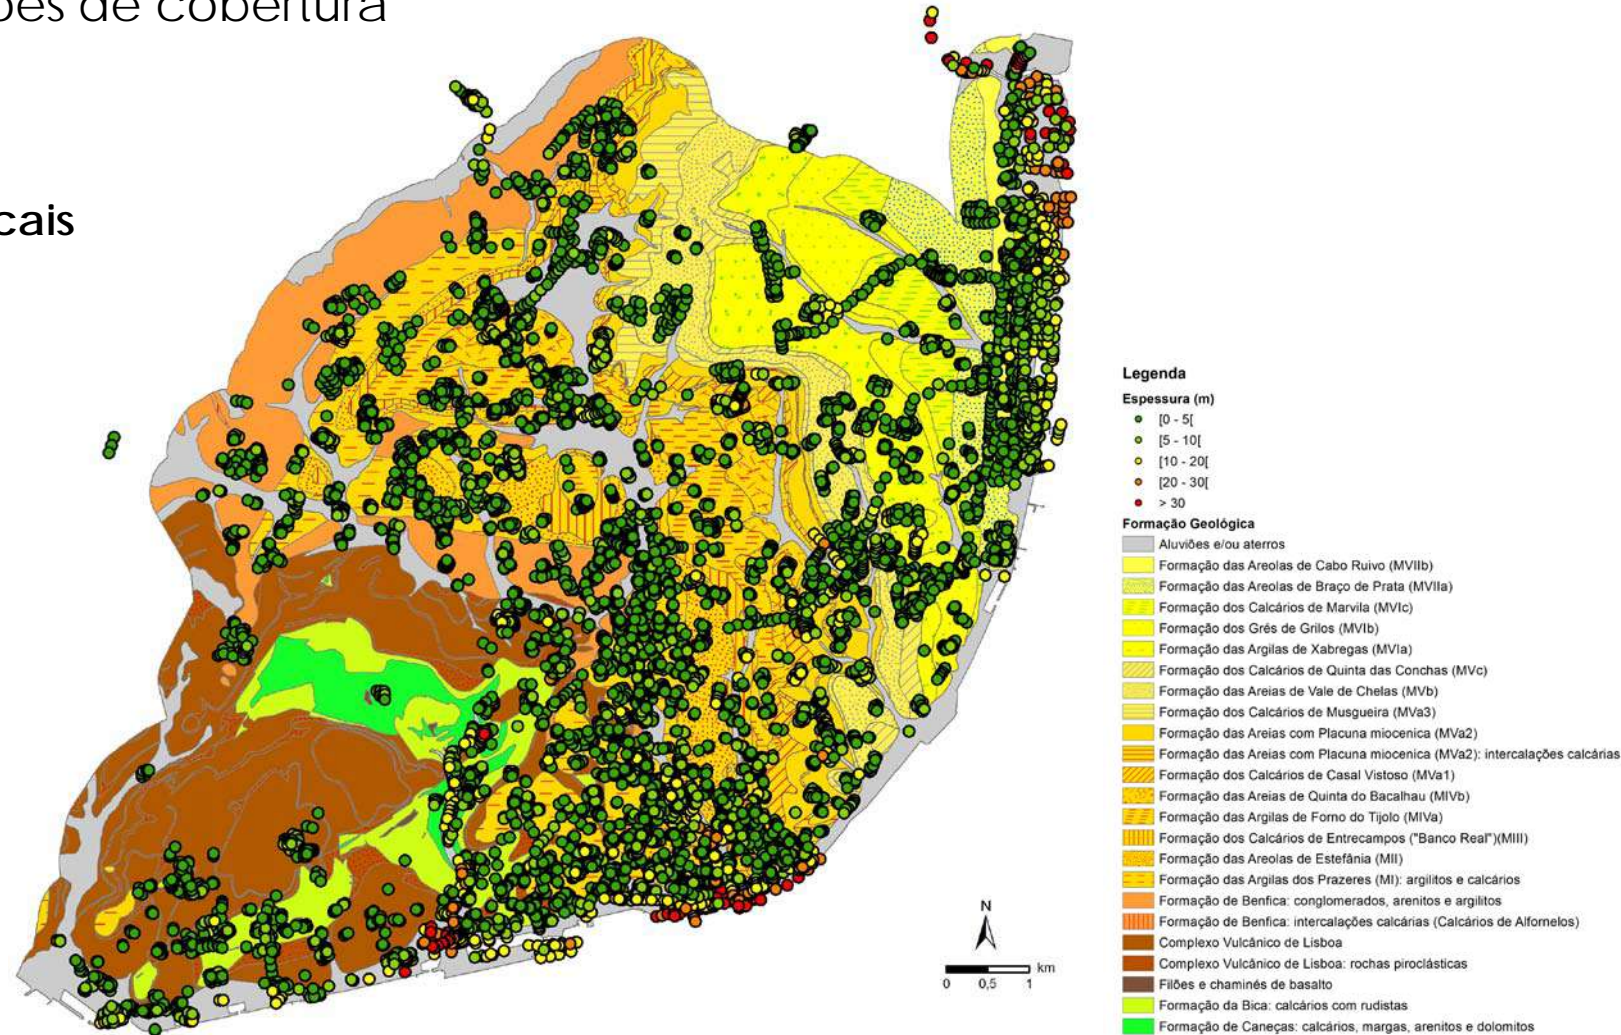 ões de cobertura
cais
Legenda
Espessura (m)
[0 - 5[
[5 - 10[
[10 - 20[
[20 - 30[
> 30
Formação Geológica
Aluviões e/ou aterros
Formação das Areolas de Cabo Ruivo (MVIIb)
Formação das Areolas de Braço de Prata (MVIIa)
Formação dos Calcários de Marvila (MVIc)
Formação dos Grés de Grilos (MVIb)
Formação das Argilas de Xabregas (MVIa)
Formação dos Calcários de Quinta das Conchas (MVc)
Formação das Areias de Vale de Chelas (MVb)
Formação dos Calcários de Musgueira (MVa3)
Formação das Areias com Placuna miocenica (MVa2)
Formação das Areias com Placuna miocenica (MVa2): intercalações calcárias
Formação dos Calcários de Casal Vistoso (MVa1)
Formação das Areias de Quinta do Bacalhau (MIVb)
Formação das Argilas de Forno do Tijolo (MIVa)
Formação dos Calcários de Entrecampos ("Banco Real")(MIII)
Formação das Areolas de Estefânia (MII)
Formação das Argilas dos Prazeres (MI): argilitos e calcários
Formação de Benfica: conglomerados, arenitos e argilitos
Formação de Benfica: intercalações calcárias (Calcários de Alfornelos)
Complexo Vulcânico de Lisboa
Complexo Vulcânico de Lisboa: rochas piroclásticas
Filões e chaminés de basalto
Formação da Bica: calcários com rudistas
Formação de Caneças: calcários, margas, arenitos e dolomitos
N
km
0 0,5 1